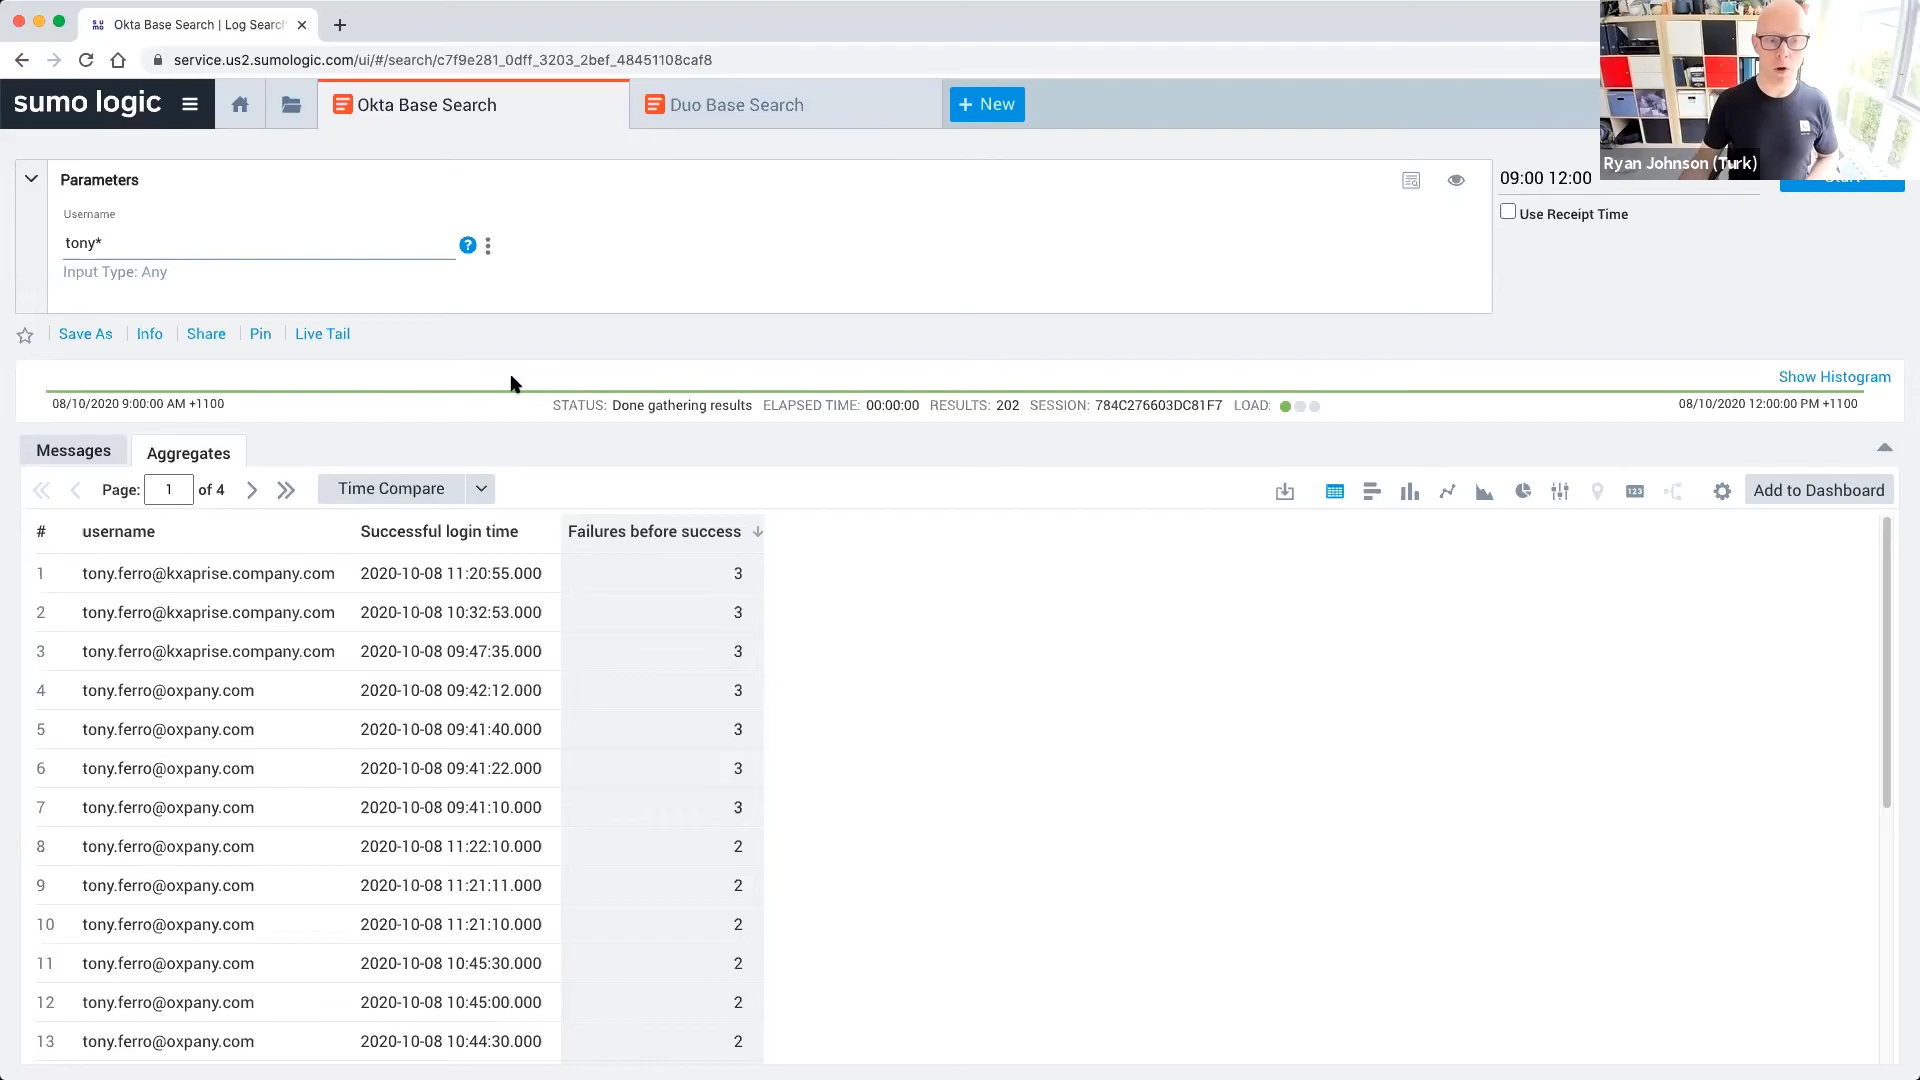 Okta Base Search | Log Search
service.us2.sumologic.com/ui/#/search/c7f9e281_0dff_3203_2bef_48451108caf8
sumo logic
Okta Base Search
Duo Base Search
+ New
Ryan Johnson (Turk)
Parameters
09:00 12:00
Use Receipt Time
Username
tony*
?
Input Type: Any
Save As
Info
Share
Pin
Live Tail
Show Histogram
08/10/2020 9:00:00 AM +1100
STATUS: Done gathering results ELAPSED TIME: 00:00:00 RESULTS: 202 SESSION: 784C276603DC81F7 LOAD:
08/10/2020 12:00:00 PM +1100
Messages
Aggregates
Page: 1 of 4
Time Compare
123
Add to Dashboard
# username Successful login time Failures before success
1 tony.ferro@kxaprise.company.com 2020-10-08 11:20:55.000 3
2 tony.ferro@kxaprise.company.com 2020-10-08 10:32:53.000 3
3 tony.ferro@kxaprise.company.com 2020-10-08 09:47:35.000 3
4 tony.ferro@oxpany.com 2020-10-08 09:42:12.000 3
5 tony.ferro@oxpany.com 2020-10-08 09:41:40.000 3
6 tony.ferro@oxpany.com 2020-10-08 09:41:22.000 3
7 tony.ferro@oxpany.com 2020-10-08 09:41:10.000 3
8 tony.ferro@oxpany.com 2020-10-08 11:22:10.000 2
9 tony.ferro@oxpany.com 2020-10-08 11:21:11.000 2
10 tony.ferro@oxpany.com 2020-10-08 11:21:10.000 2
11 tony.ferro@oxpany.com 2020-10-08 10:45:30.000 2
12 tony.ferro@oxpany.com 2020-10-08 10:45:00.000 2
13 tony.ferro@oxpany.com 2020-10-08 10:44:30.000 2